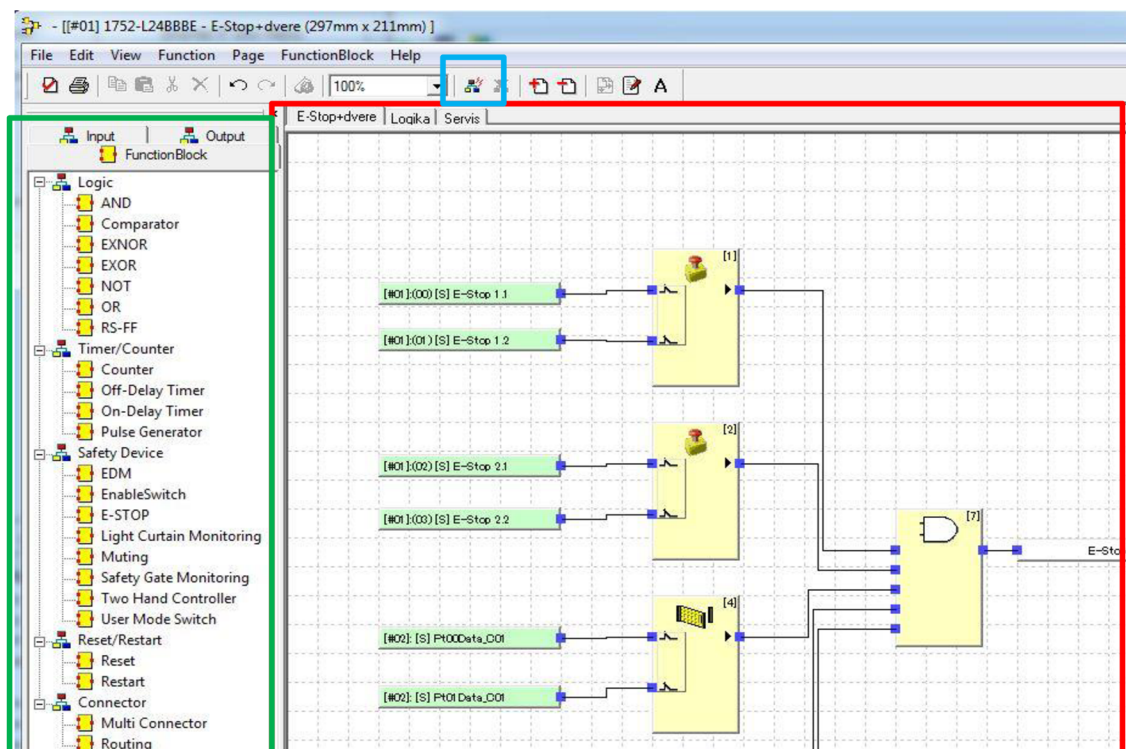 - [[#01] 1752-L24BBBE - E-Stop+dvere (297mm x 211mm) ]
File Edit View Function Page FunctionBlock Help
100%
A
E-Stop+dvere Logika Servis
Input Output
FunctionBlock
Logic
AND
Comparator
EXNOR
EXOR
NOT
OR
RS-FF
Timer/Counter
Counter
Off-Delay Timer
On-Delay Timer
Pulse Generator
Safety Device
EDM
EnableSwitch
E-STOP
Light Curtain Monitoring
Muting
Safety Gate Monitoring
Two Hand Controller
User Mode Switch
Reset/Restart
Reset
Restart
Connector
Multi Connector
Routing
[1]
[#01]:(00) [S] E-Stop 1.1
[#01]:(01) [S] E-Stop 1.2
[2]
[#01]:(02) [S] E-Stop 2.1
[#01]:(03) [S] E-Stop 2.2
[7]
E-Sto
[4]
[#02]: [S] Pt00Data_C01
[#02]: [S] Pt01Data_C01